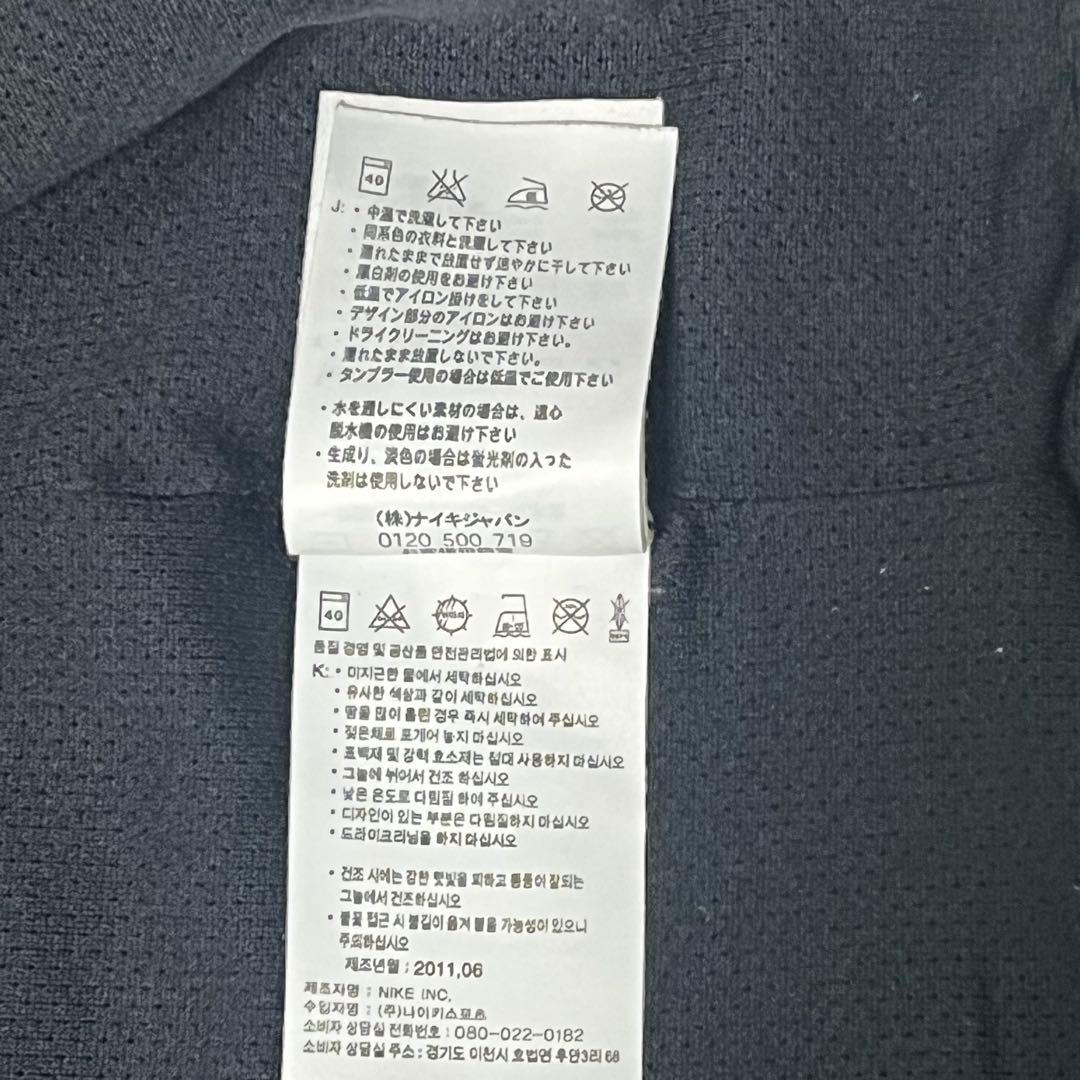 40
J: ・中温で洗濯して下さい
・同系色の衣料と洗濯して下さい
・濡れたままで放置せず速やかに干して下さい
・漂白剤の使用をお避け下さい
・低温でアイロン掛けをして下さい
・デザイン部分のアイロンはお避け下さい
・ドライクリーニングはお避け下さい。
・濡れたまま放置しないで下さい。
・タンブラー使用の場合は低温でご使用下さい
・水を通しにくい素材の場合は、遠心
脱水機の使用はお避け下さい
・生成り、淡色の場合は蛍光剤の入った
洗剤は使用しないで下さい
(株)ナイキジャパン
0120 500 719
40
품질 경영 및 공산품 안전관리법에 의한 표시
K: • 미지근한 물에서 세탁하십시오
• 유사한 색상과 같이 세탁하십시오
• 땀을 많이 흘린 경우 즉시 세탁하여 주십시오
• 젖은채로 포개어 놓지 마십시오
• 표백제 및 강력 효소제는 절대 사용하지 마십시오
• 그늘에 뉘어서 건조 하십시오
• 낮은 온도로 다림질 하여 주십시오
• 디자인이 있는 부분은 다림질하지 마십시오
• 드라이크리닝을 하지 마십시오
• 건조 시에는 강한 햇빛을 피하고 통풍이 잘되는
그늘에서 건조하십시오
• 불꽃 접근 시 불길이 옮겨 붙을 가능성이 있으니
주의하십시오
제조년월 ; 2011,06
제조자명 : NIKE INC,
수입자명 : (주)나이키스포츠
소비자 상담실 전화번호 : 080-022-0182
소비자 상담실 주소 : 경기도 이천시 호법면 후안3리 68